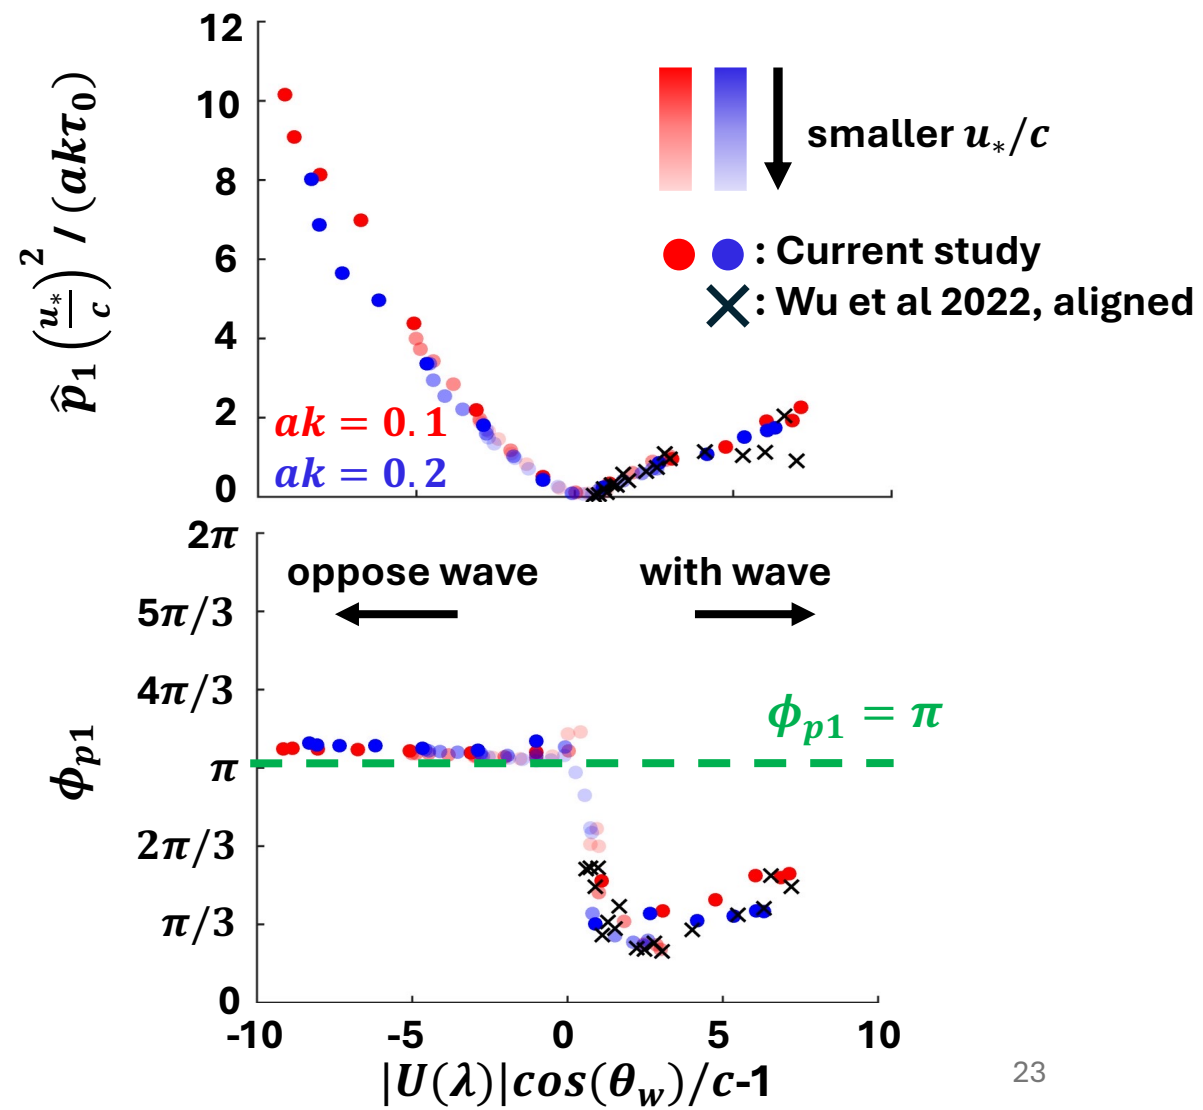 12
10
8
6
4
2
0
p̂₁ (u*/c)² / (akτ₀)
smaller u*/c
: Current study
: Wu et al 2022, aligned
ak = 0.1
ak = 0.2
2π
5π/3
4π/3
π
2π/3
π/3
0
ϕp1
oppose wave
with wave
ϕp1 = π
-10
-5
0
5
10
|U(λ)|cos(θw)/c-1
23